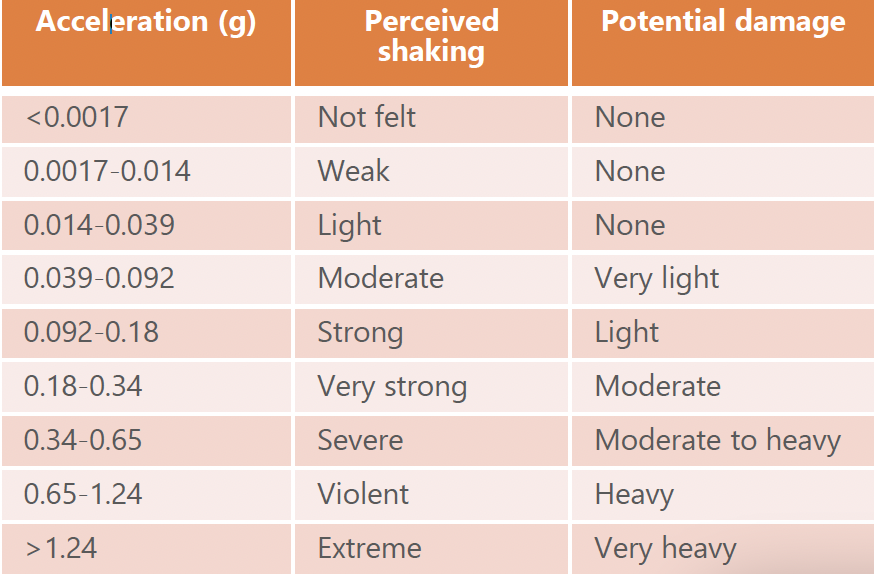 Acceleration (g) Perceived shaking Potential damage
<0.0017 Not felt None
0.0017-0.014 Weak None
0.014-0.039 Light None
0.039-0.092 Moderate Very light
0.092-0.18 Strong Light
0.18-0.34 Very strong Moderate
0.34-0.65 Severe Moderate to heavy
0.65-1.24 Violent Heavy
>1.24 Extreme Very heavy